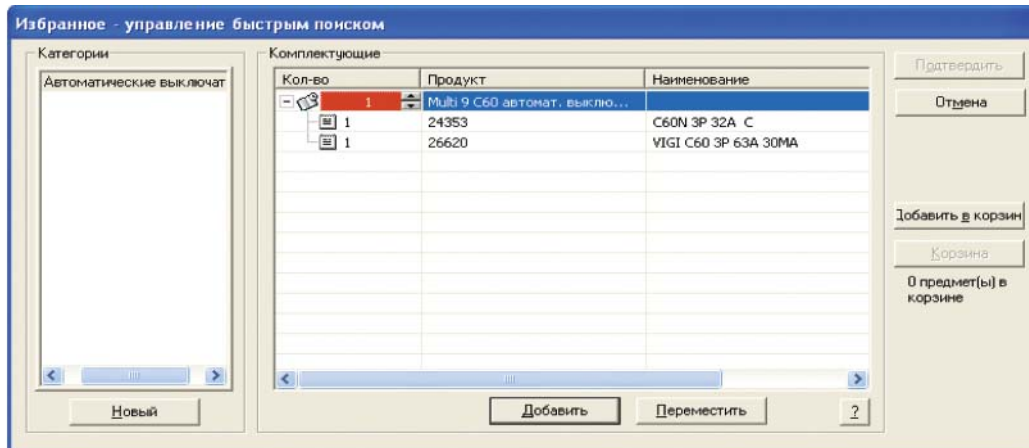 Избранное - управление быстрым поиском
Категории
Автоматические выключат
Новый
Комплектующие
Кол-во Продукт Наименование
1 Multi 9 C60 автомат. выклю...
1 24353 C60N 3P 32A C
1 26620 VIGI C60 3P 63A 30MA
Добавить Переместить ?
Подтвердить
Отмена
Добавить в корзин
Корзина
0 предмет(ы) в
корзине